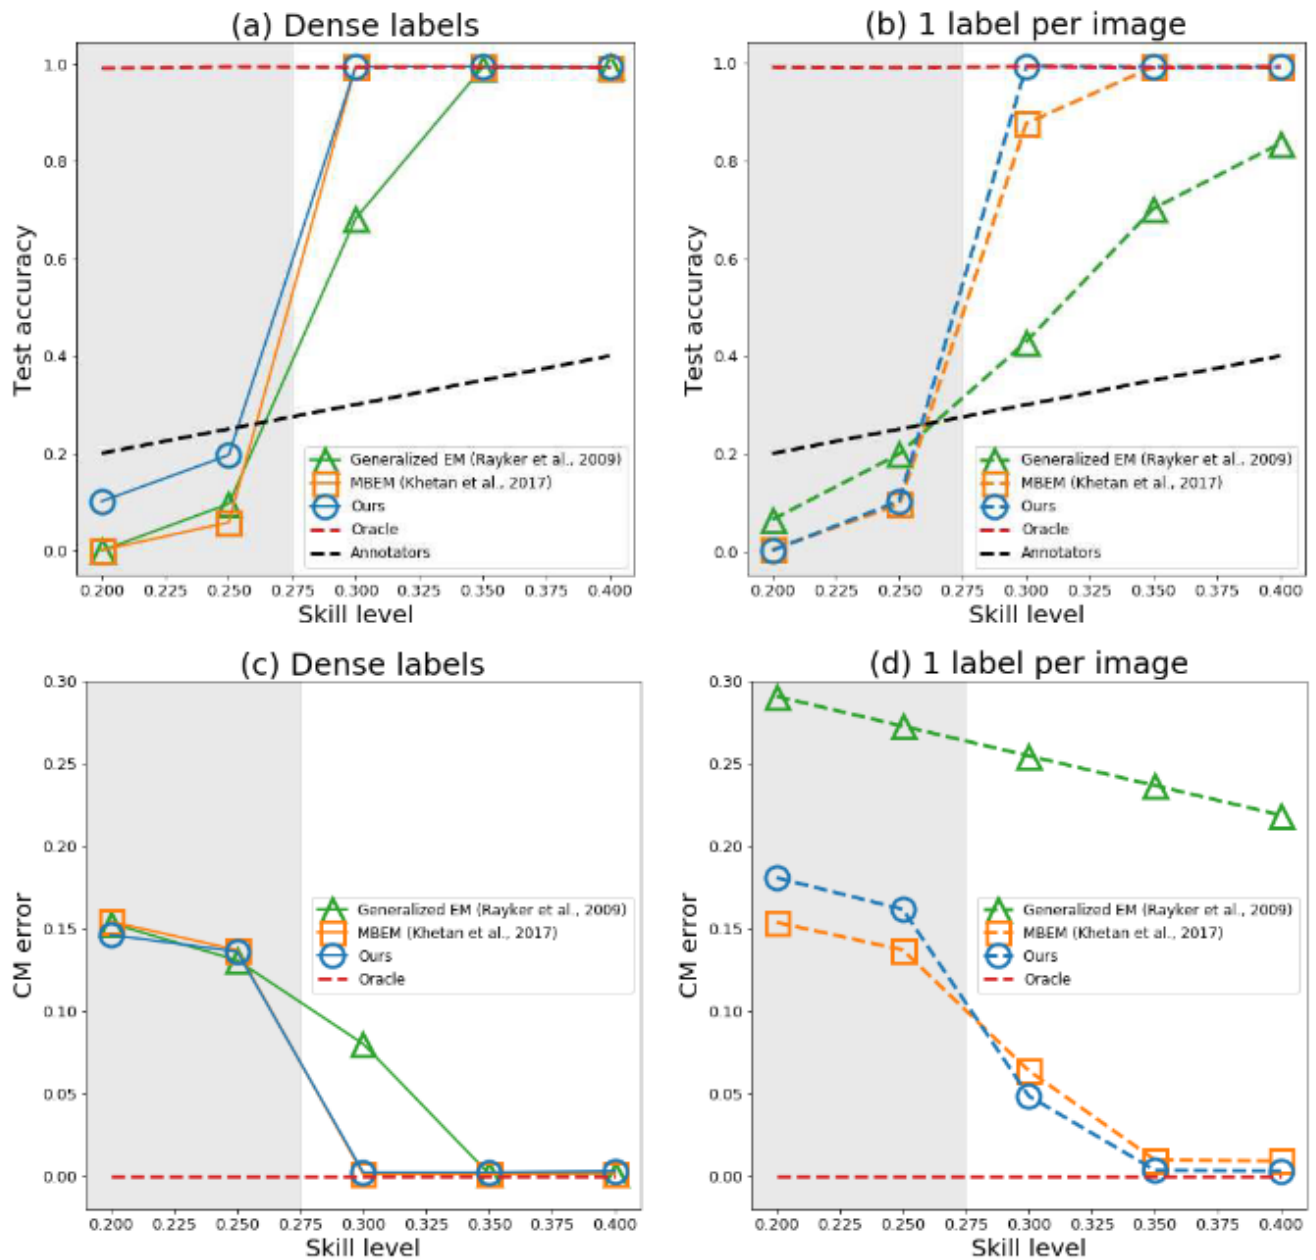 (a) Dense labels
Test accuracy
1.0
0.8
0.6
0.4
0.2
0.0
Generalized EM (Rayker et al., 2009)
MBEM (Khetan et al., 2017)
Ours
Oracle
Annotators
0.200 0.225 0.250 0.275 0.300 0.325 0.350 0.375 0.400
Skill level
(b) 1 label per image
Test accuracy
1.0
0.8
0.6
0.4
0.2
0.0
Generalized EM (Rayker et al., 2009)
MBEM (Khetan et al., 2017)
Ours
Oracle
Annotators
0.200 0.225 0.250 0.275 0.300 0.325 0.350 0.375 0.400
Skill level
(c) Dense labels
CM error
0.30
0.25
0.20
0.15
0.10
0.05
0.00
Generalized EM (Rayker et al., 2009)
MBEM (Khetan et al., 2017)
Ours
Oracle
0.200 0.225 0.250 0.275 0.300 0.325 0.350 0.375 0.400
Skill level
(d) 1 label per image
CM error
0.30
0.25
0.20
0.15
0.10
0.05
0.00
Generalized EM (Rayker et al., 2009)
MBEM (Khetan et al., 2017)
Ours
Oracle
0.200 0.225 0.250 0.275 0.300 0.325 0.350 0.375 0.400
Skill level